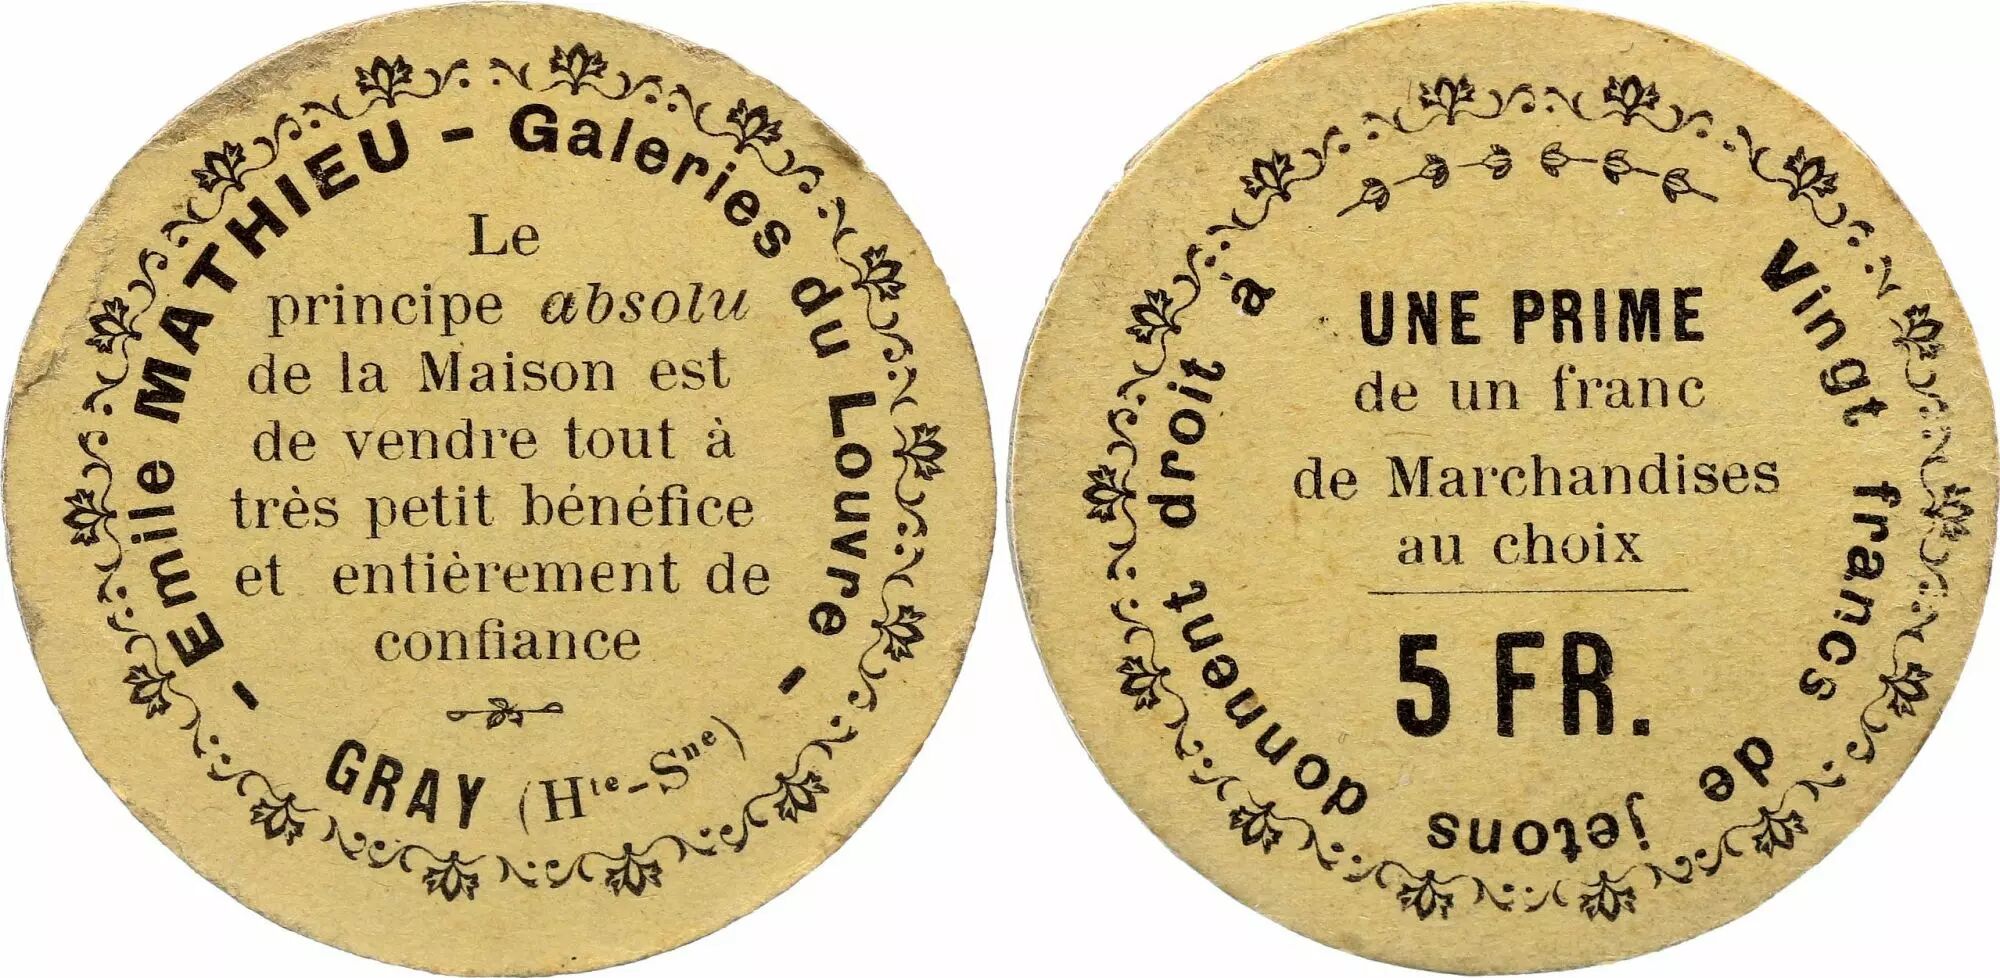 - Emile MATHIEU - Galeries du Louvre -
Le
principe absolu
de la Maison est
de vendre tout à
très petit bénéfice
et entièrement de
confiance
GRAY (Hte-Sne)
Vingt francs de jetons donnent droit à
UNE PRIME
de un franc
de Marchandises
au choix
5 FR.